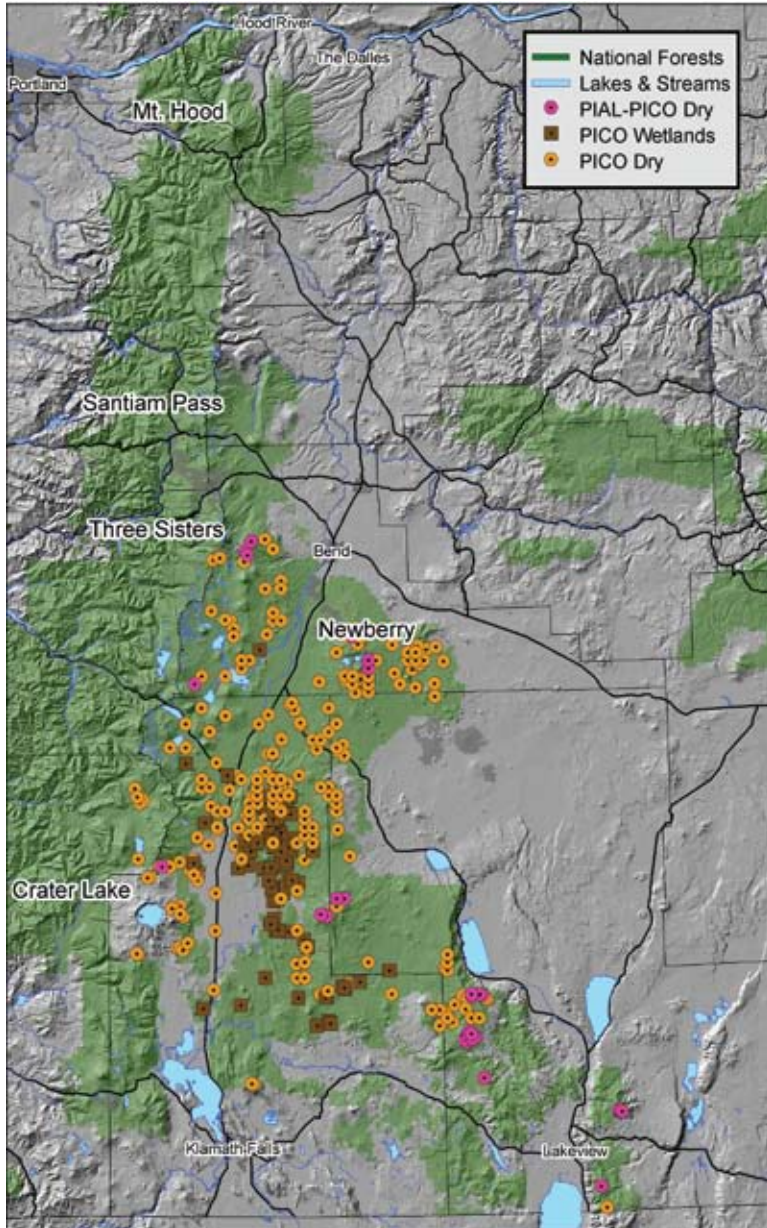 Hood River
The Dalles
Portland
Mt. Hood
National Forests
Lakes & Streams
PIAL-PICO Dry
PICO Wetlands
PICO Dry
Santiam Pass
Three Sisters
Bend
Newberry
Crater Lake
Klamath Falls
Lakeview